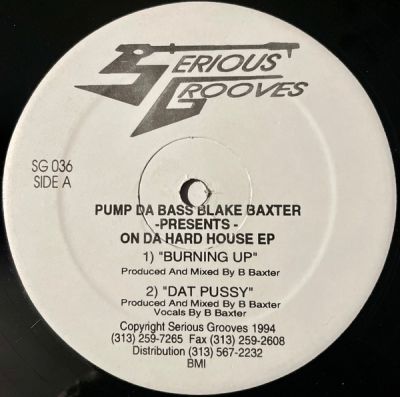 SERIOUS
GROOVES
SG 036
SIDE A
PUMP DA BASS BLAKE BAXTER
-PRESENTS-
ON DA HARD HOUSE EP
1) "BURNING UP"
Produced And Mixed By B Baxter
2) "DAT PUSSY"
Produced And Mixed By B Baxter
Vocals By B Baxter
Copyright Serious Grooves 1994
(313) 259-7265 Fax (313) 259-2608
Distribution (313) 567-2232
BMI